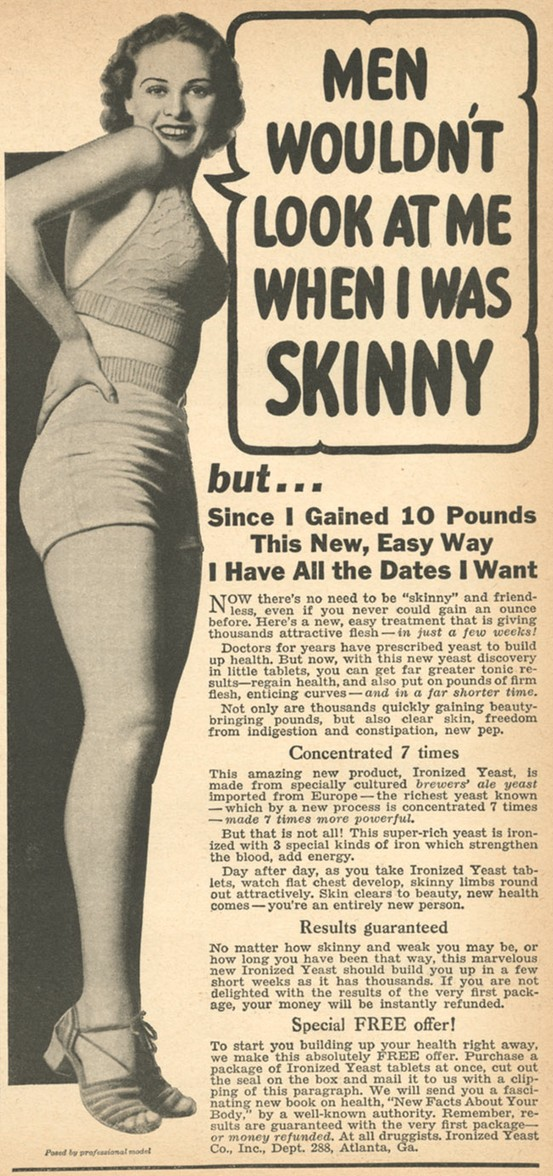 MEN
WOULDN'T
LOOK AT ME
WHEN I WAS
SKINNY
but...
Since I Gained 10 Pounds
This New, Easy Way
I Have All the Dates I Want
NOW there's no need to be "skinny" and friend-
less, even if you never could gain an ounce
before. Here's a new, easy treatment that is giving
thousands attractive flesh—in just a few weeks!
Doctors for years have prescribed yeast to build
up health. But now, with this new yeast discovery
in little tablets, you can get far greater tonic re-
sults—regain health, and also put on pounds of firm
flesh, enticing curves—and in a far shorter time.
Not only are thousands quickly gaining beauty-
bringing pounds, but also clear skin, freedom
from indigestion and constipation, new pep.
Concentrated 7 times
This amazing new product, Ironized Yeast, is
made from specially cultured brewers' ale yeast
imported from Europe—the richest yeast known
—which by a new process is concentrated 7 times
—made 7 times more powerful.
But that is not all! This super-rich yeast is iron-
ized with 3 special kinds of iron which strengthen
the blood, add energy.
Day after day, as you take Ironized Yeast tab-
lets, watch flat chest develop, skinny limbs round
out attractively. Skin clears to beauty, new health
comes—you're an entirely new person.
Results guaranteed
No matter how skinny and weak you may be, or
how long you have been that way, this marvelous
new Ironized Yeast should build you up in a few
short weeks as it has thousands. If you are not
delighted with the results of the very first pack-
age, your money will be instantly refunded.
Special FREE offer!
To start you building up your health right away,
we make this absolutely FREE offer. Purchase a
package of Ironized Yeast tablets at once, cut out
the seal on the box and mail it to us with a clip-
ping of this paragraph. We will send you a fasci-
nating new book on health, "New Facts About Your
Body," by a well-known authority. Remember, re-
sults are guaranteed with the very first package—
or money refunded. At all druggists. Ironized Yeast
Co., Inc., Dept. 288, Atlanta, Ga.
Posed by professional model